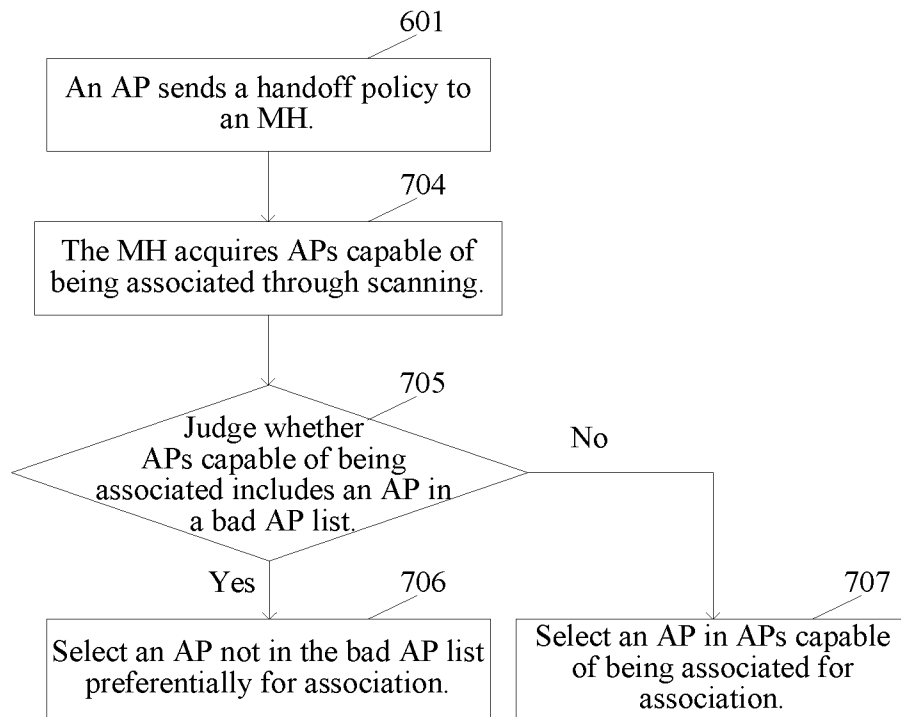 601
An AP sends a handoff policy to
an MH.
704
The MH acquires APs capable of
being associated through scanning.
705
Judge whether
APs capable of being
associated includes an AP in
a bad AP list.
No
Yes
706
Select an AP not in the bad AP list
preferentially for association.
707
Select an AP in APs capable
of being associated for
association.